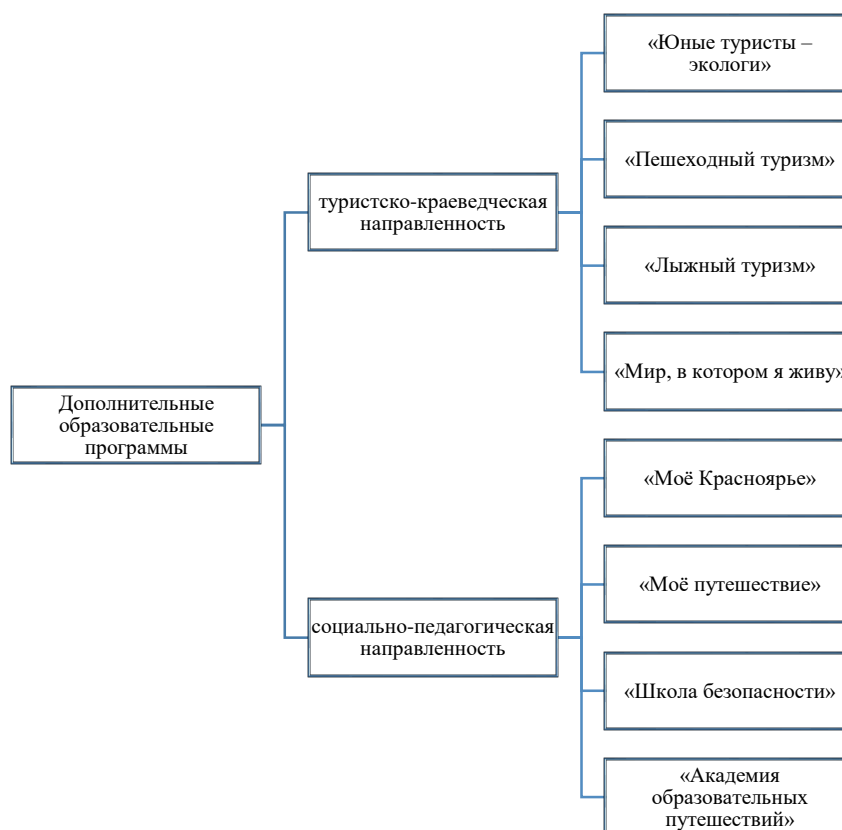 «Юные туристы –
экологи»
«Пешеходный туризм»
туристско-краеведческая
направленность
«Лыжный туризм»
«Мир, в котором я живу»
Дополнительные
образовательные
программы
«Моё Красноярье»
«Моё путешествие»
социально-педагогическая
направленность
«Школа безопасности»
«Академия
образовательных
путешествий»